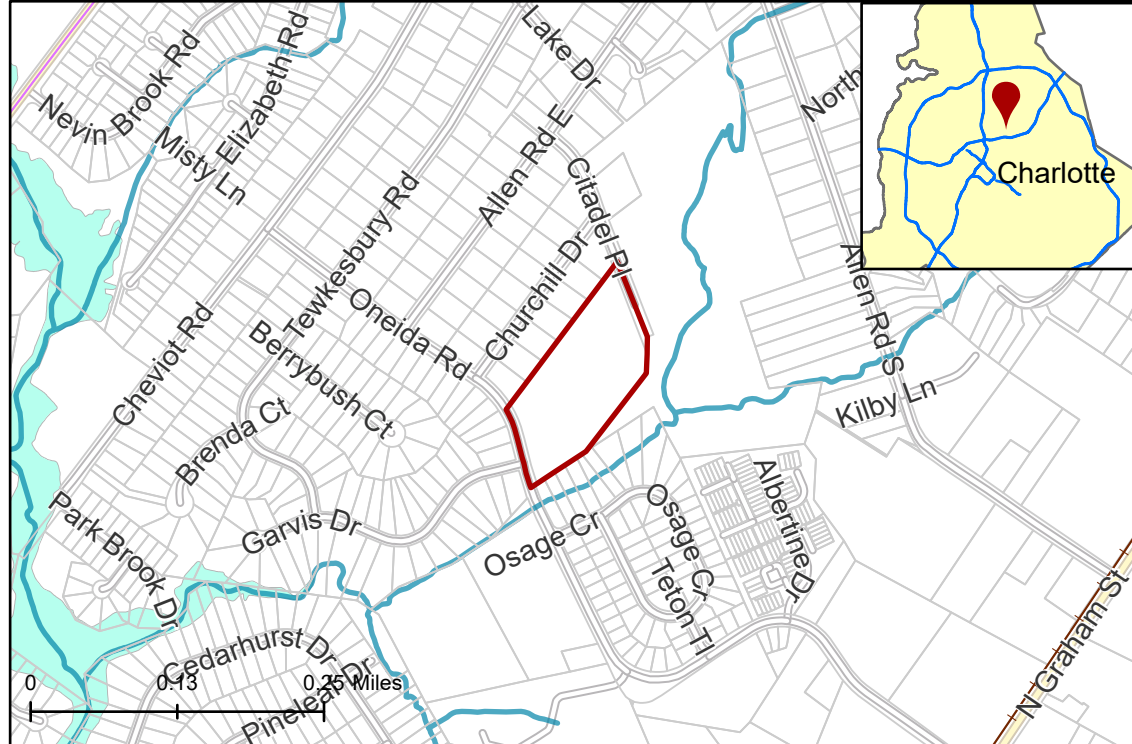 Lake Dr
Nevin Brook Rd
Elizabeth Rd
North
Misty Ln
Allen Rd E
Citadel Pl
Charlotte
Tewkesbury Rd
Churchill Dr
Allen Rd S
Oneida Rd
Cheviot Rd
Berrybush Ct
Kilby Ln
Brenda Ct
Park Brook Dr
Garvis Dr
Osage Cr
Osage Cr
Albertine Dr
Teton Tl
Cedarhurst Dr
Pineleaf Dr
N Graham St
0 0.13 0.25 Miles